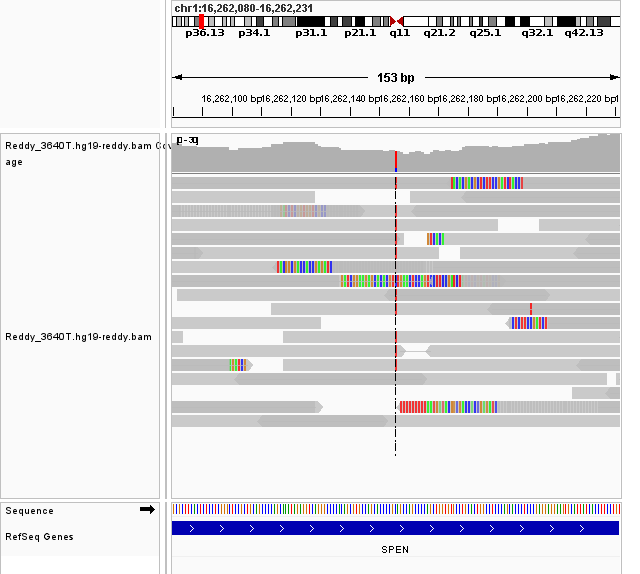 chr1:16,262,080-16,262,231
p36.13 p34.1 p31.1 p21.1 q11 q21.2 q25.1 q32.1 q42.13
153 bp
16,262,100 bp 16,262,120 bp 16,262,140 bp 16,262,160 bp 16,262,180 bp 16,262,200 bp 16,262,220 bp
Reddy_3640T.hg19-reddy.bam Cov
age
Reddy_3640T.hg19-reddy.bam
Sequence
RefSeq Genes
SPEN